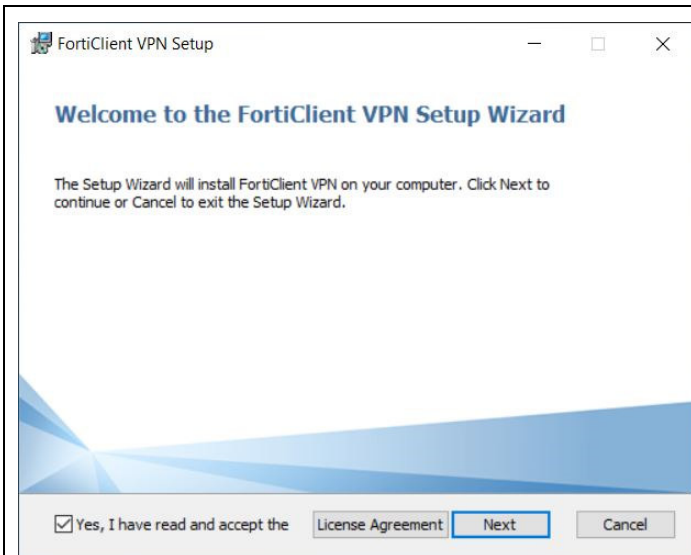 FortiClient VPN Setup
Welcome to the FortiClient VPN Setup Wizard
The Setup Wizard will install FortiClient VPN on your computer. Click Next to
continue or Cancel to exit the Setup Wizard.
Yes, I have read and accept the License Agreement Next Cancel